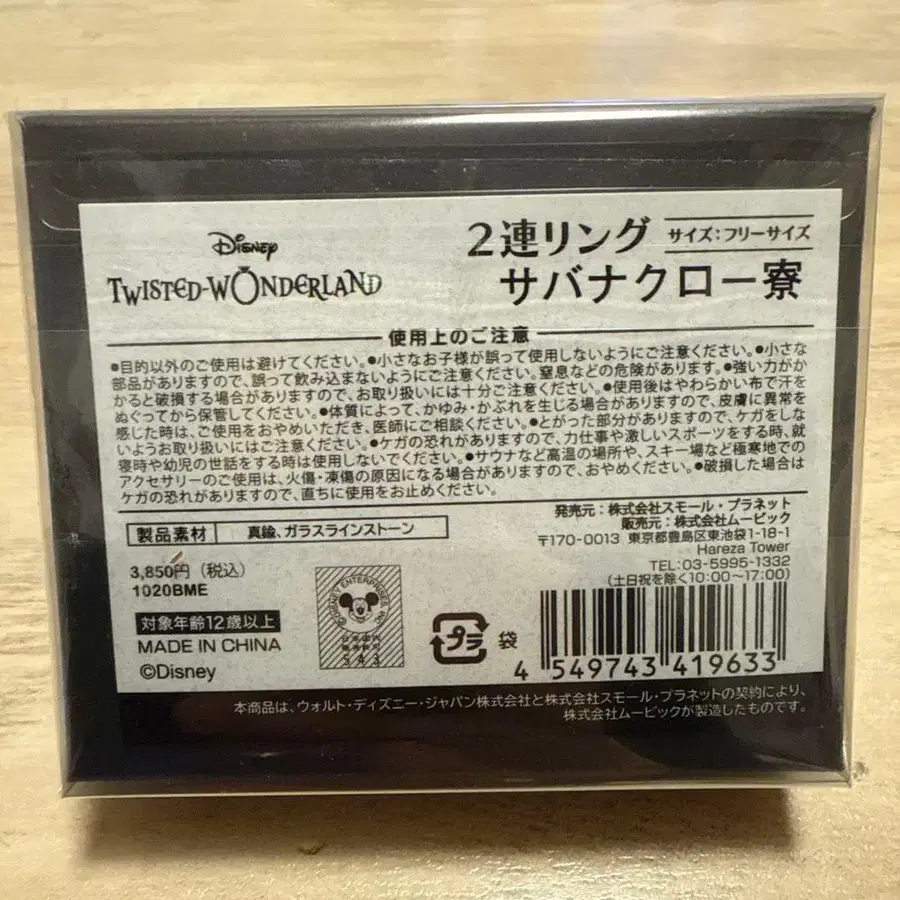 Disney
TWISTED-WONDERLAND
2連リング サイズ:フリーサイズ
サバナクロー寮
使用上のご注意
●目的以外のご使用は避けてください。●小さなお子様が誤って使用しないようにご注意ください。●小さな
部品がありますので、誤って飲み込まないようにご注意ください。窒息などの危険があります。●強い力がか
かると破損する場合がありますので、お取り扱いには十分ご注意ください。●使用後はやわらかい布で汗を
ぬぐってから保管してください。●体質によって、かゆみ・かぶれを生じる場合がありますので、皮膚に異常を
感じた時は、ご使用をおやめいただき、医師にご相談ください。●とがった部分がありますので、ケガをしな
いようお取り扱いにはご注意ください。●ケガの恐れがありますので、力仕事や激しいスポーツをする時、就
寝時や幼児の世話をする時は使用しないでください。●サウナなど高温の場所や、スキー場など極寒地での
アクセサリーのご使用は、火傷・凍傷の原因になる場合がありますので、おやめください。●破損した場合は
ケガの恐れがありますので、直ちに使用をお止めください。
製品素材 真鍮、ガラスラインストーン
発売元:株式会社スモール・プラネット
販売元:株式会社ムービック
〒170-0013 東京都豊島区東池袋1-18-1
Hareza Tower
TEL:03-5995-1332
(土日祝を除く10:00〜17:00)
3,850円(税込)
1020BME
対象年齢12歳以上
MADE IN CHINA
©Disney
©DISNEY ENTERPRISES, INC.
日本国内
販売許可
543
プラ 袋
4 549743 419633
本商品は、ウォルト・ディズニー・ジャパン株式会社と株式会社スモール・プラネットの契約により、
株式会社ムービックが製造したものです。